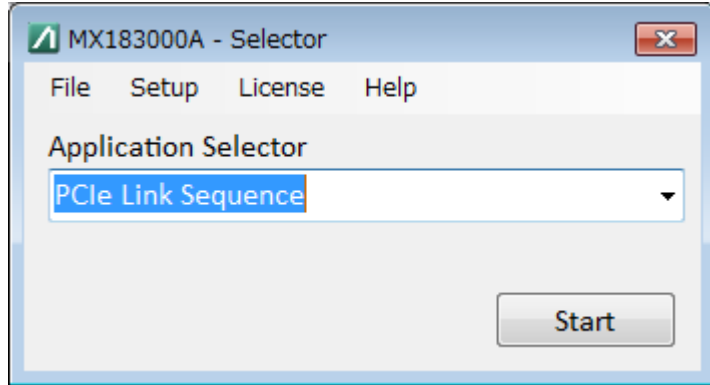 MX183000A - Selector
File Setup License Help
Application Selector
PCIe Link Sequence
Start